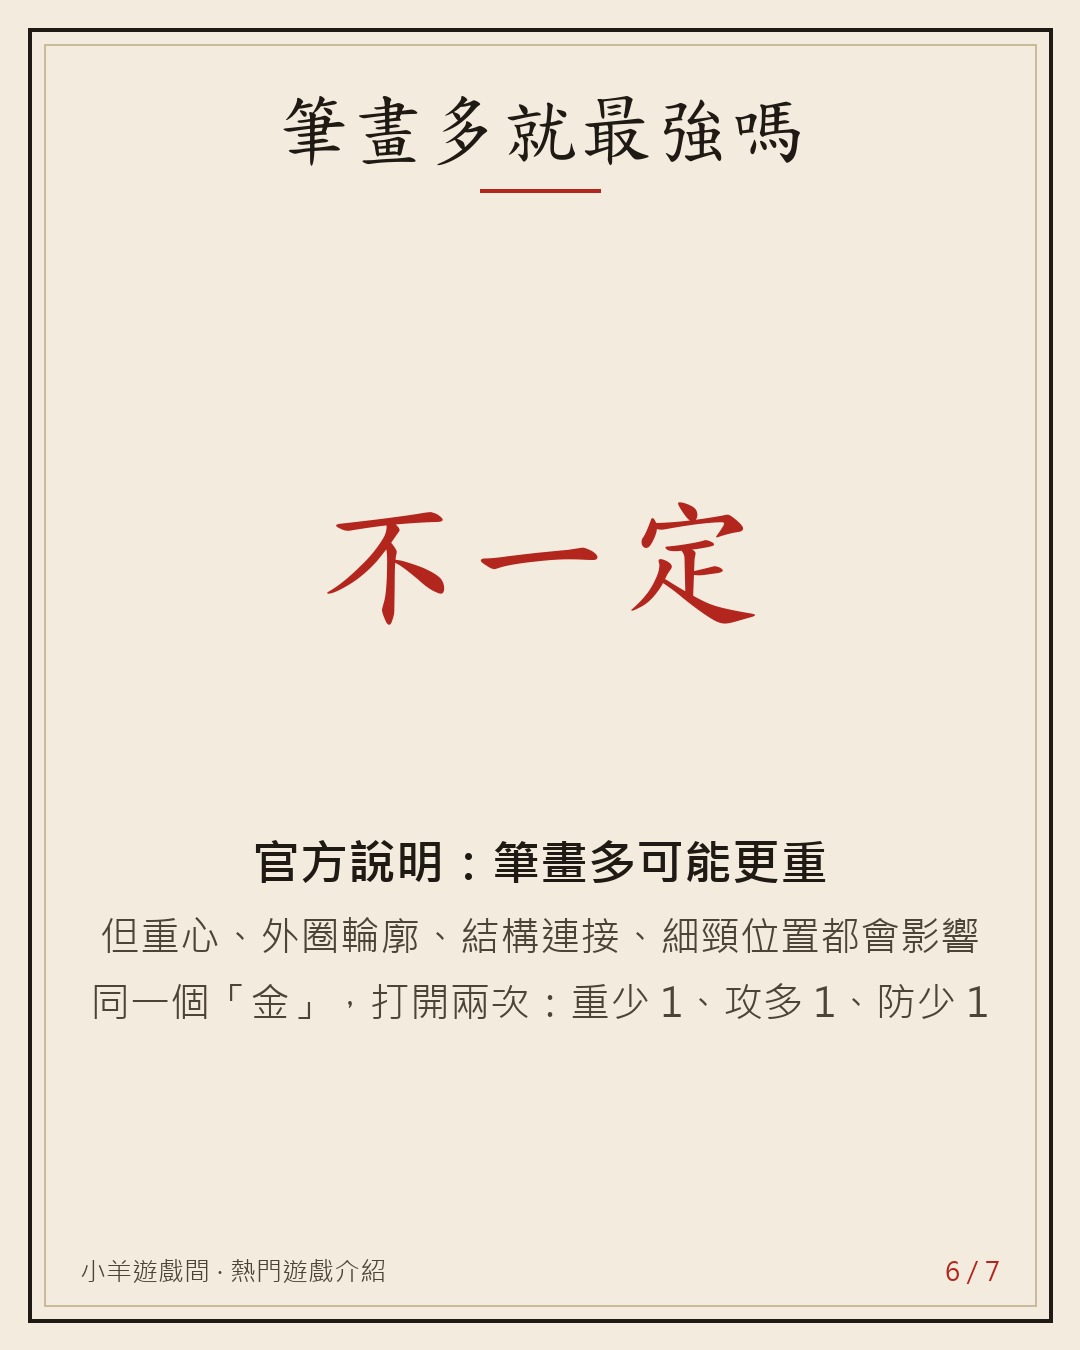 筆畫多就最強嗎
不一定
官方說明：筆畫多可能更重
但重心、外圈輪廓、結構連接、細頸位置都會影響
同一個「金」，打開兩次：重少 1、攻多 1、防少 1
小羊遊戲間 · 熱門遊戲介紹
6 / 7